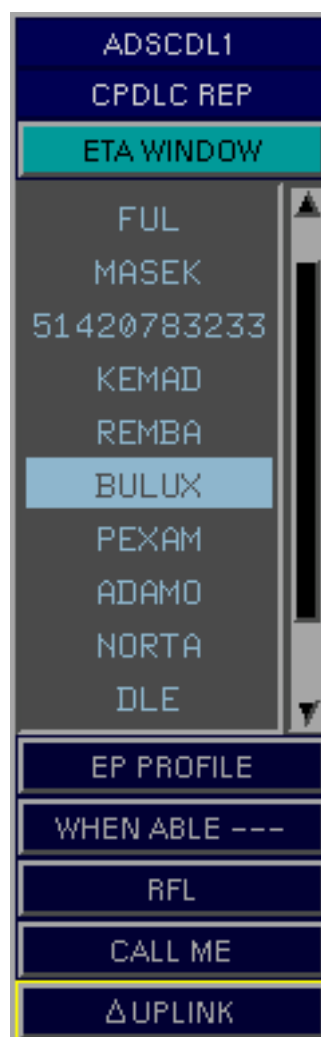 ADSCDL1
CPDLC REP
ETA WINDOW
FUL
MASEK
51420783233
KEMAD
REMBA
BULUX
PEXAM
ADAMO
NORTA
DLE
EP PROFILE
WHEN ABLE ---
RFL
CALL ME
Δ UPLINK